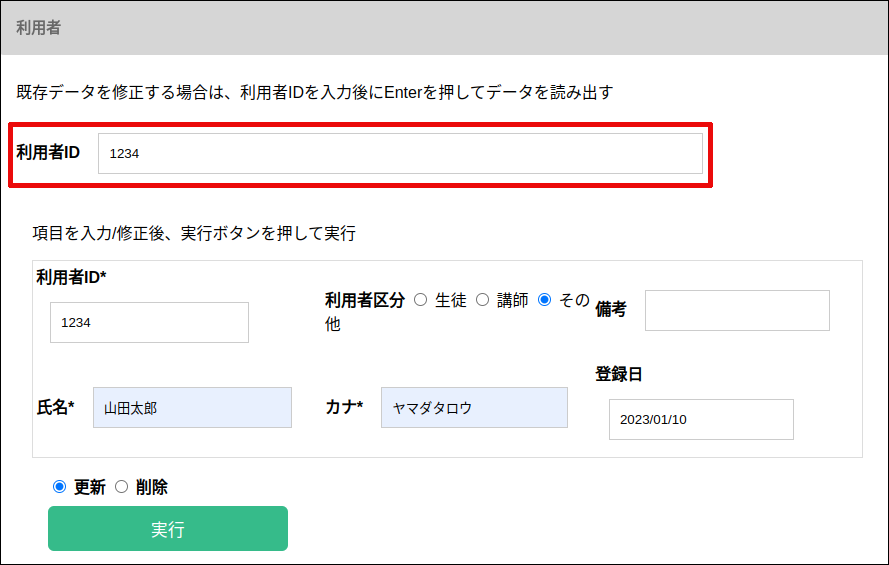 利用者
既存データを修正する場合は、利用者IDを入力後にEnterを押してデータを読み出す
利用者ID 1234
項目を入力/修正後、実行ボタンを押して実行
利用者ID*
1234
利用者区分 生徒 講師 その
他
備考
氏名* 山田太郎
カナ* ヤマダタロウ
登録日
2023/01/10
更新 削除
実行